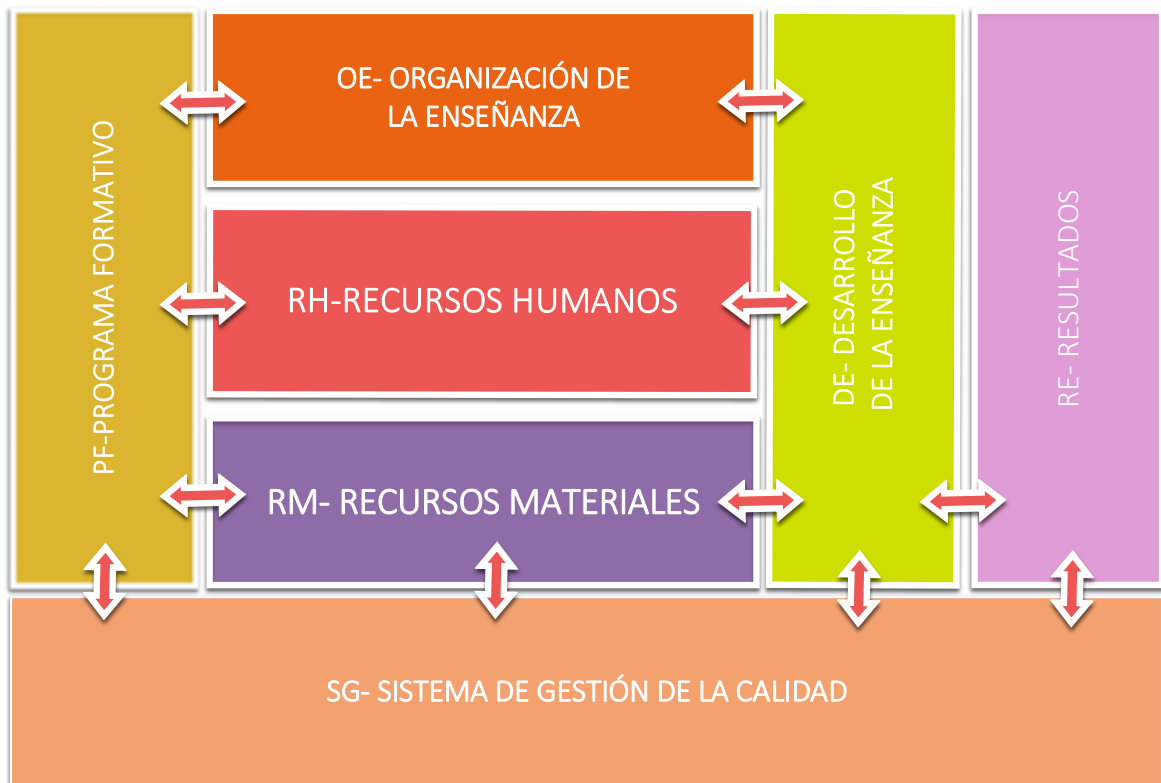 PF-PROGRAMA FORMATIVO
OE- ORGANIZACIÓN DE
LA ENSEÑANZA
RH-RECURSOS HUMANOS
RM- RECURSOS MATERIALES
DE- DESARROLLO
DE LA ENSEÑANZA
RE- RESULTADOS
SG- SISTEMA DE GESTIÓN DE LA CALIDAD